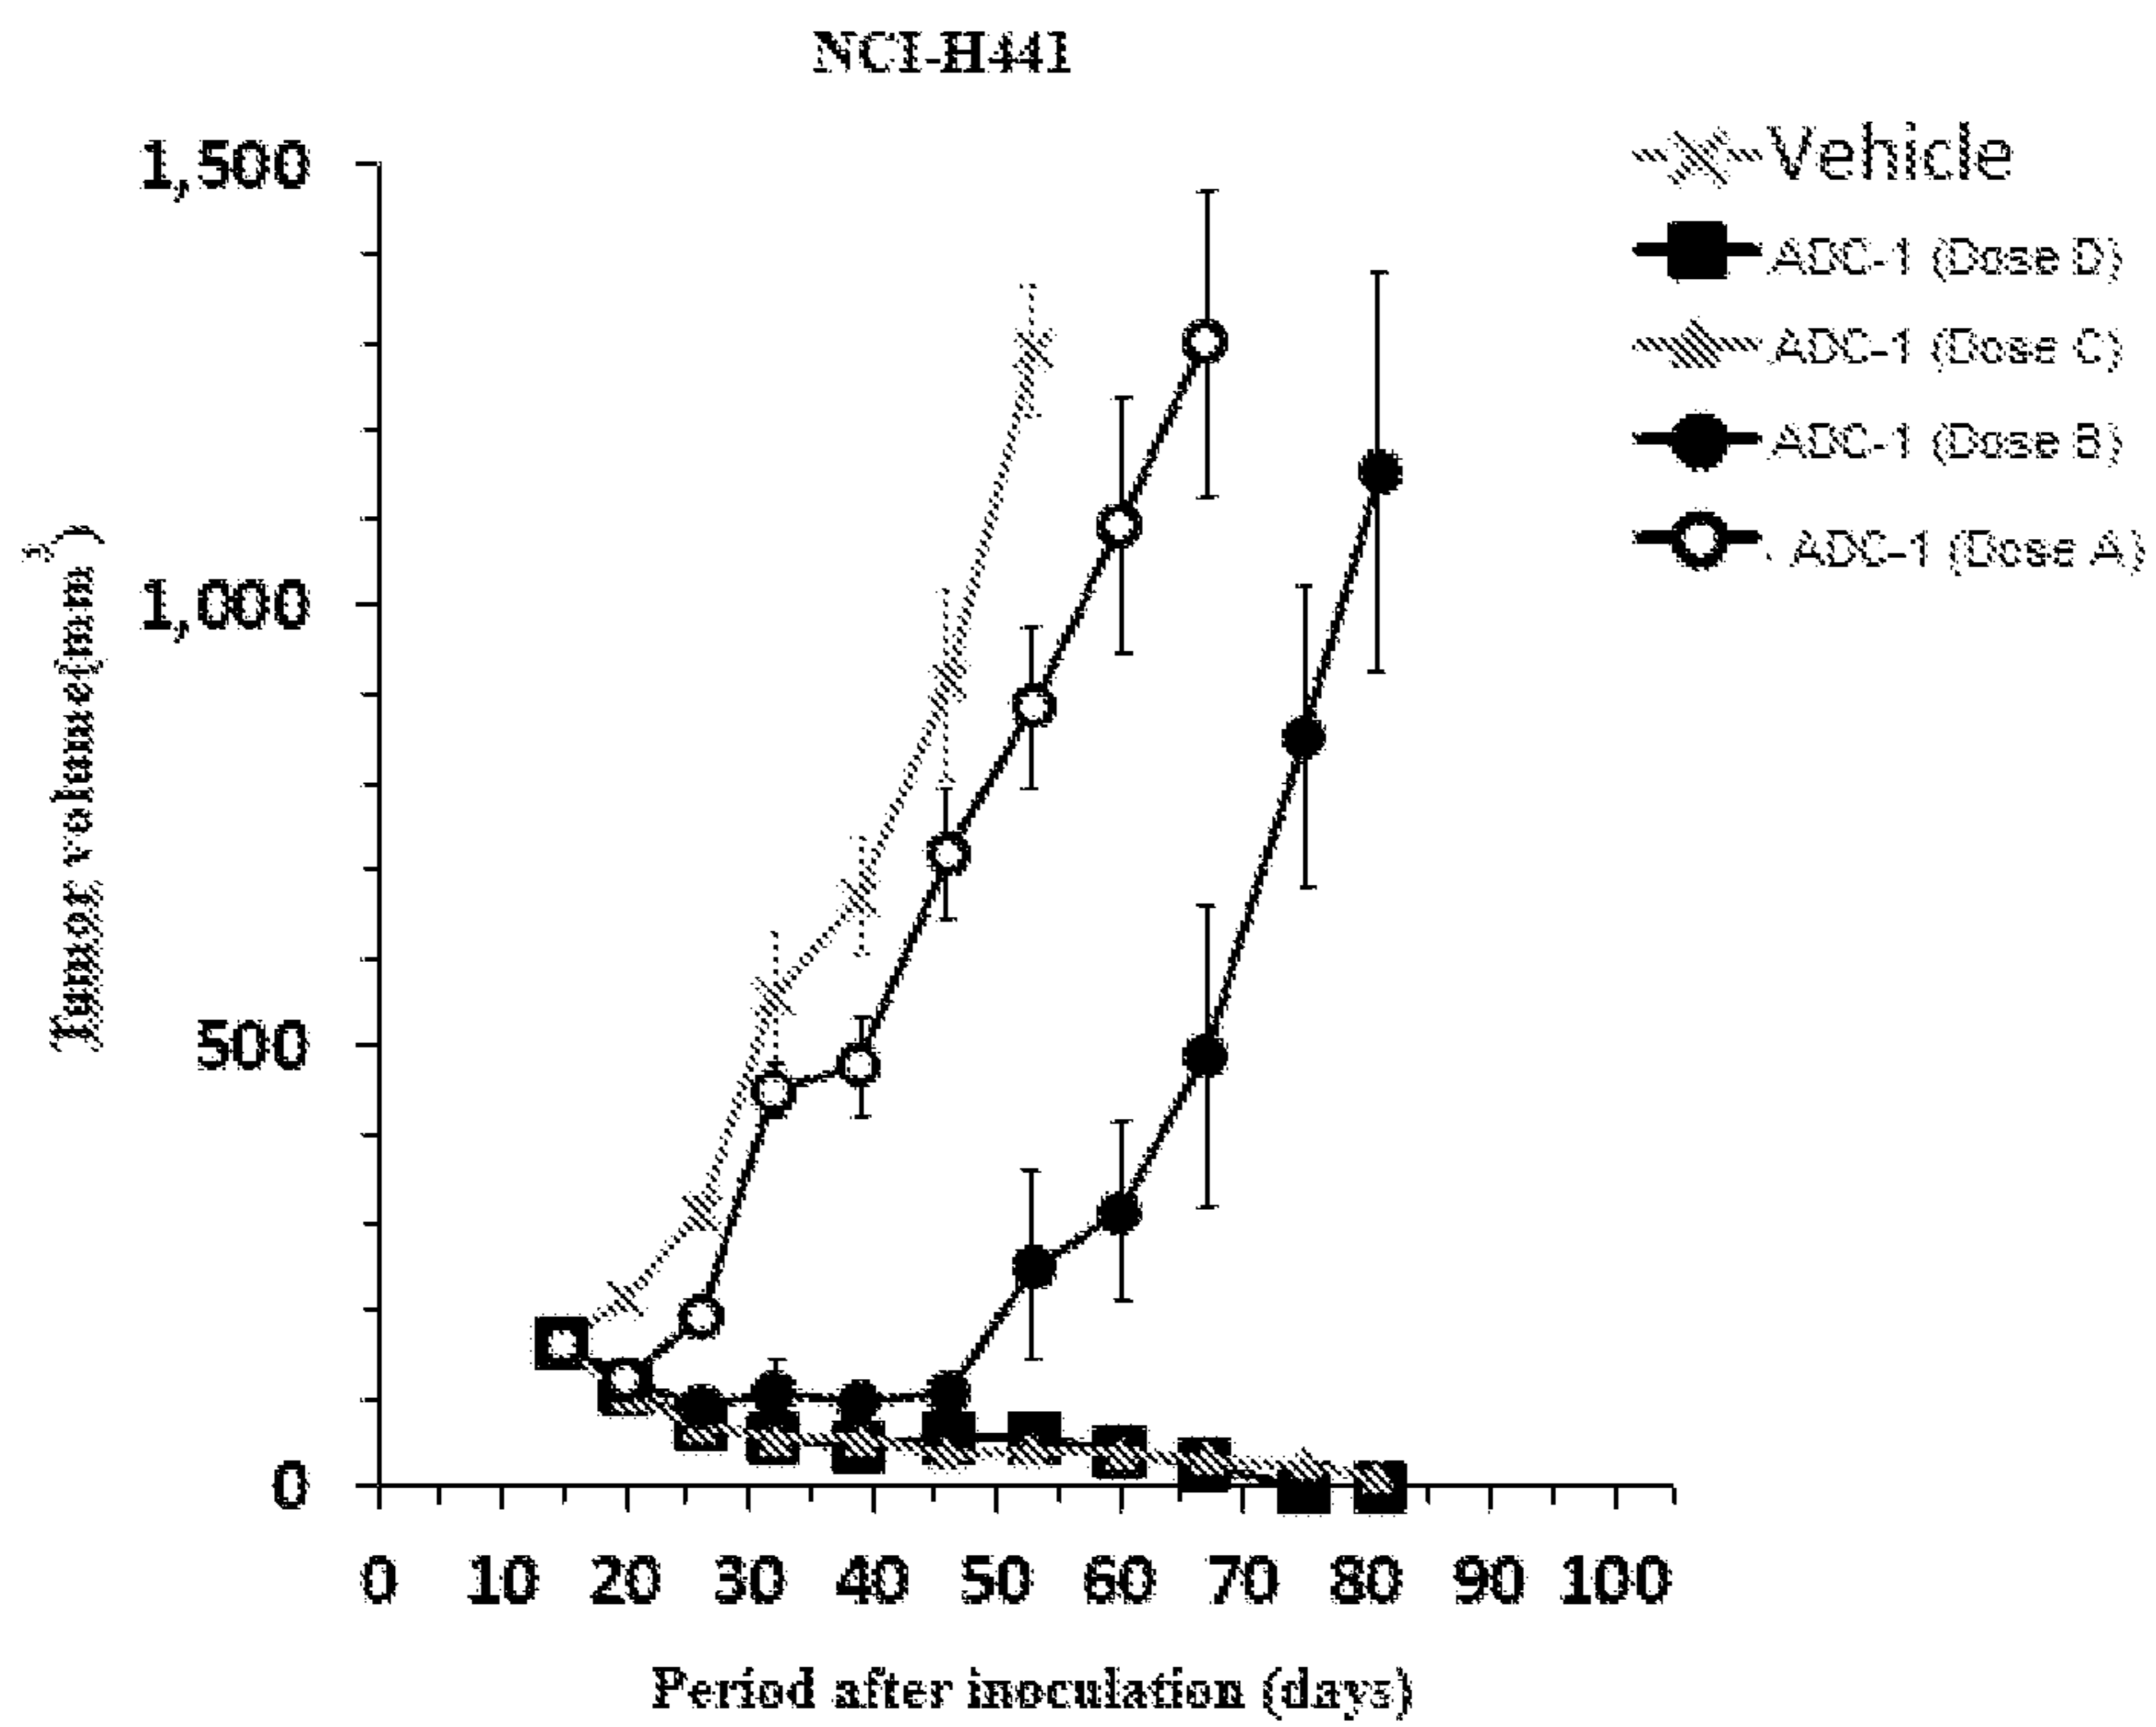 NCI-H441
1,500
1,000
500
0
Tumor volume(mm3)
0 10 20 30 40 50 60 70 80 90 100
Period after inoculation (days)
Vehicle
ADC-1 (Dose D)
ADC-1 (Dose C)
ADC-1 (Dose B)
ADC-1 (Dose A)